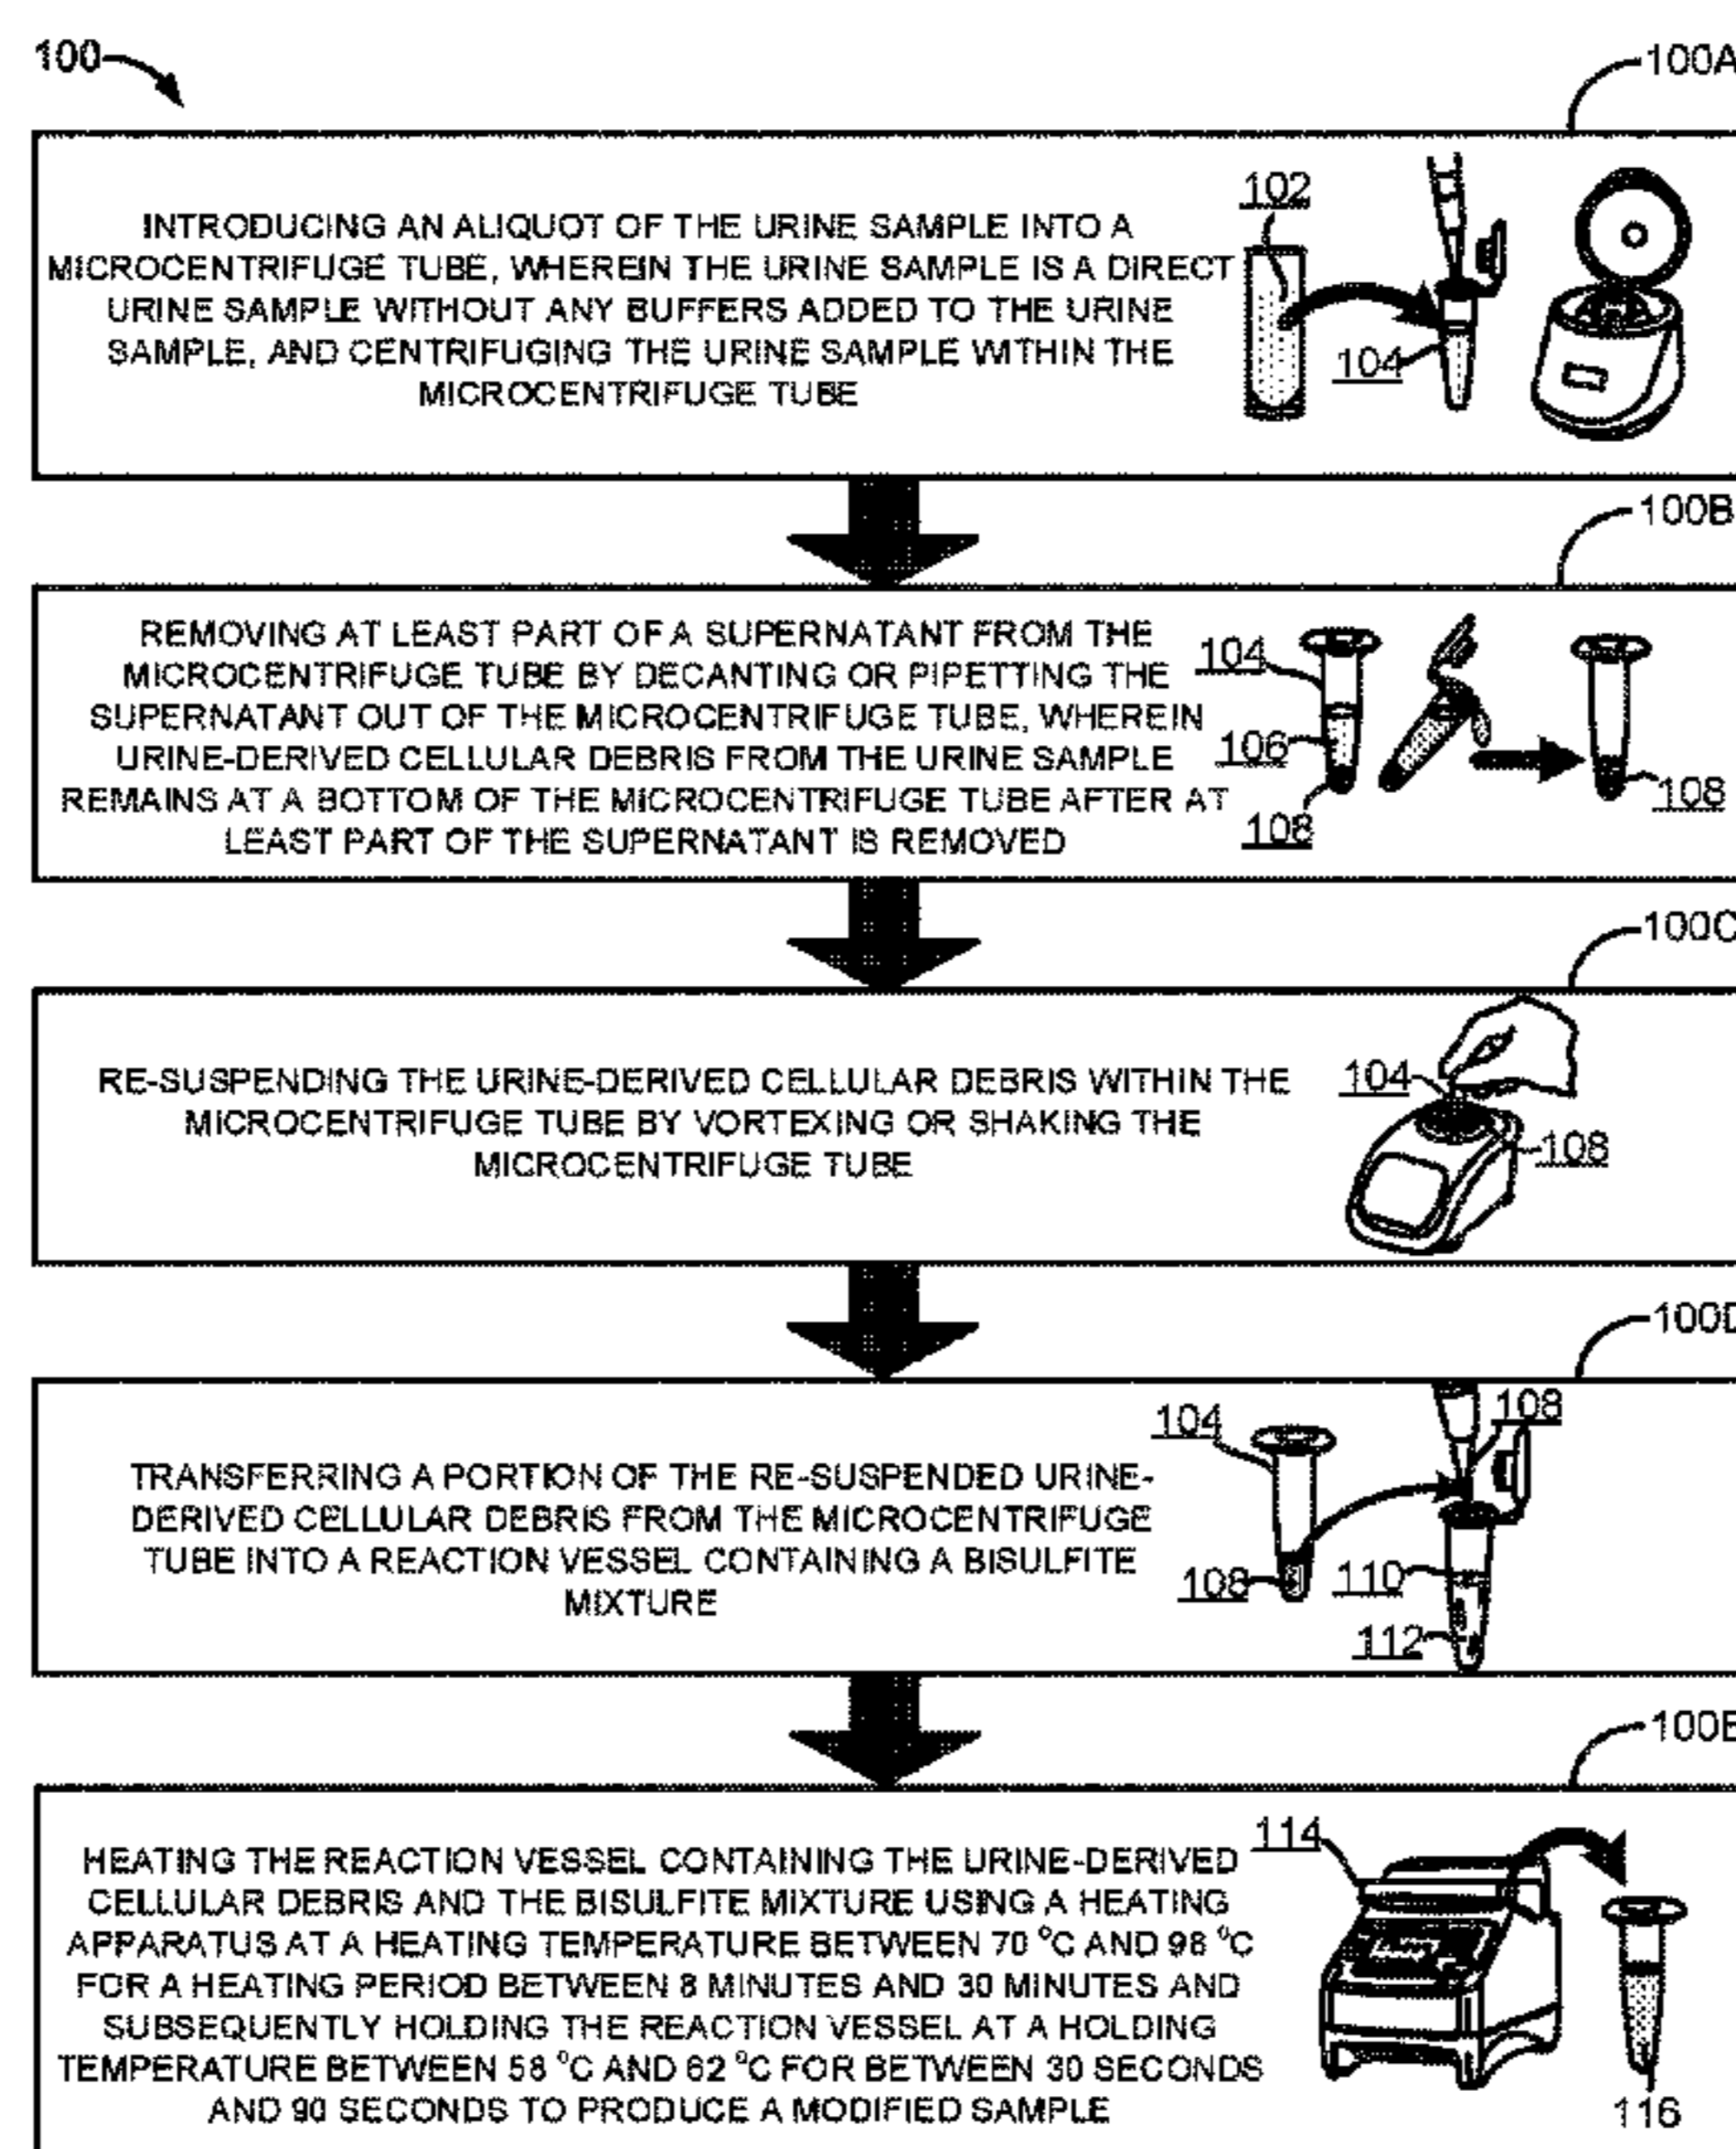 100
100A
INTRODUCING AN ALIQUOT OF THE URINE SAMPLE INTO A
MICROCENTRIFUGE TUBE, WHEREIN THE URINE SAMPLE IS A DIRECT
URINE SAMPLE WITHOUT ANY BUFFERS ADDED TO THE URINE
SAMPLE, AND CENTRIFUGING THE URINE SAMPLE WITHIN THE
MICROCENTRIFUGE TUBE
102
104
100B
REMOVING AT LEAST PART OF A SUPERNATANT FROM THE
MICROCENTRIFUGE TUBE BY DECANTING OR PIPETTING THE
SUPERNATANT OUT OF THE MICROCENTRIFUGE TUBE, WHEREIN
URINE-DERIVED CELLULAR DEBRIS FROM THE URINE SAMPLE
REMAINS AT A BOTTOM OF THE MICROCENTRIFUGE TUBE AFTER AT
LEAST PART OF THE SUPERNATANT IS REMOVED
104
106
108
108
100C
RE-SUSPENDING THE URINE-DERIVED CELLULAR DEBRIS WITHIN THE
MICROCENTRIFUGE TUBE BY VORTEXING OR SHAKING THE
MICROCENTRIFUGE TUBE
104
108
100D
TRANSFERRING A PORTION OF THE RE-SUSPENDED URINE-
DERIVED CELLULAR DEBRIS FROM THE MICROCENTRIFUGE
TUBE INTO A REACTION VESSEL CONTAINING A BISULFITE
MIXTURE
104
108
108
110
112
100E
HEATING THE REACTION VESSEL CONTAINING THE URINE-DERIVED
CELLULAR DEBRIS AND THE BISULFITE MIXTURE USING A HEATING
APPARATUS AT A HEATING TEMPERATURE BETWEEN 70 °C AND 98 °C
FOR A HEATING PERIOD BETWEEN 8 MINUTES AND 30 MINUTES AND
SUBSEQUENTLY HOLDING THE REACTION VESSEL AT A HOLDING
TEMPERATURE BETWEEN 58 °C AND 62 °C FOR BETWEEN 30 SECONDS
AND 90 SECONDS TO PRODUCE A MODIFIED SAMPLE
114
116